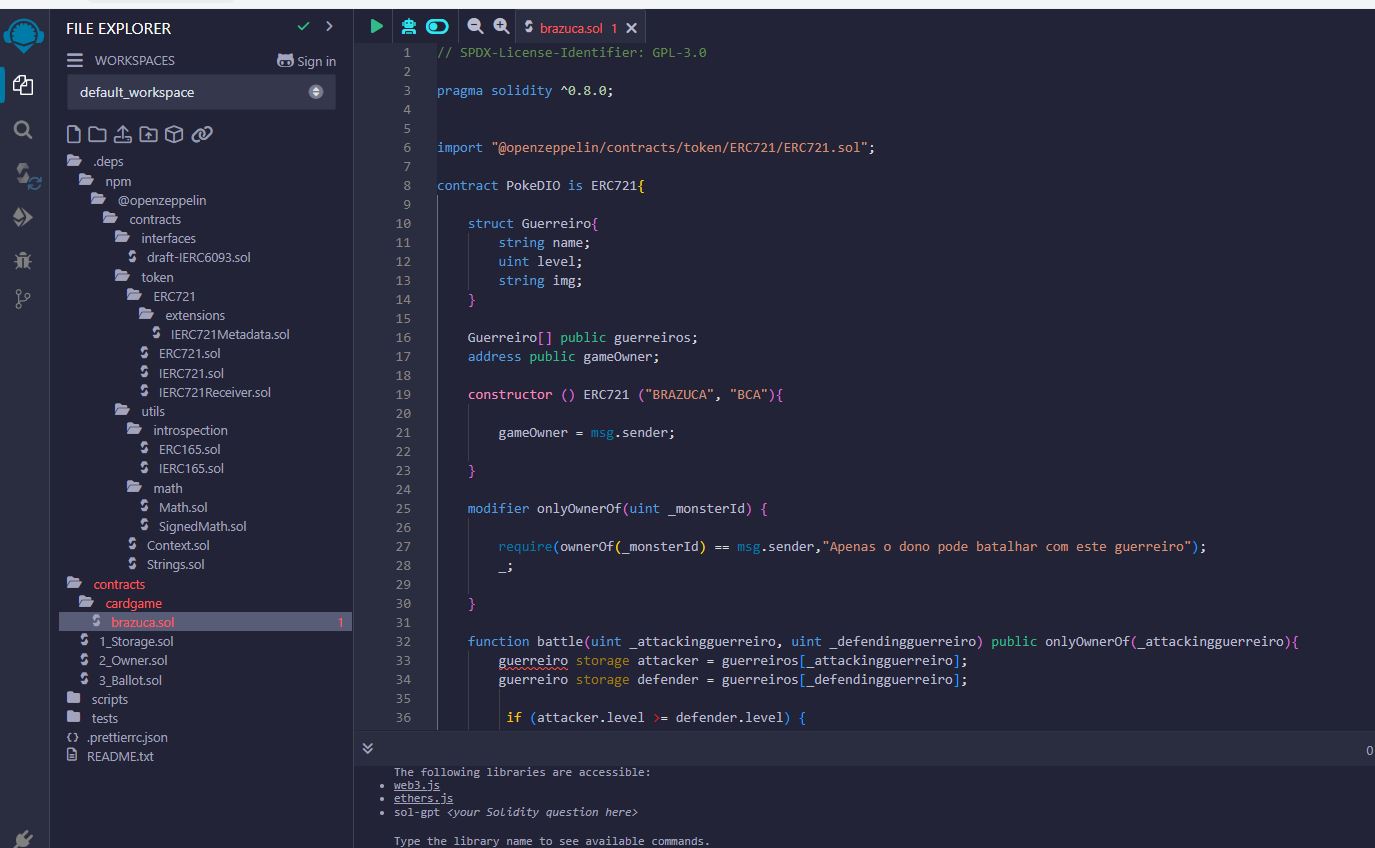 FILE EXPLORER
WORKSPACES
Sign in
default_workspace
.deps
npm
@openzeppelin
contracts
interfaces
draft-IERC6093.sol
token
ERC721
extensions
IERC721Metadata.sol
ERC721.sol
IERC721.sol
IERC721Receiver.sol
utils
introspection
ERC165.sol
IERC165.sol
math
Math.sol
SignedMath.sol
Context.sol
Strings.sol
contracts
cardgame
brazuca.sol 1
1_Storage.sol
2_Owner.sol
3_Ballot.sol
scripts
tests
.prettierrc.json
README.txt
brazuca.sol 1
1 // SPDX-License-Identifier: GPL-3.0
2
3 pragma solidity ^0.8.0;
4
5
6 import "@openzeppelin/contracts/token/ERC721/ERC721.sol";
7
8 contract PokeDIO is ERC721{
9
10 struct Guerreiro{
11 string name;
12 uint level;
13 string img;
14 }
15
16 Guerreiro[] public guerreiros;
17 address public gameOwner;
18
19 constructor () ERC721 ("BRAZUCA", "BCA"){
20
21 gameOwner = msg.sender;
22
23 }
24
25 modifier onlyOwnerOf(uint _monsterId) {
26
27 require(ownerOf(_monsterId) == msg.sender,"Apenas o dono pode batalhar com este guerreiro");
28 _;
29
30 }
31
32 function battle(uint _attackingguerreiro, uint _defendingguerreiro) public onlyOwnerOf(_attackingguerreiro){
33 guerreiro storage attacker = guerreiros[_attackingguerreiro];
34 guerreiro storage defender = guerreiros[_defendingguerreiro];
35
36 if (attacker.level >= defender.level) {
0
The following libraries are accessible:
• web3.js
• ethers.js
• sol-gpt <your Solidity question here>
Type the library name to see available commands.